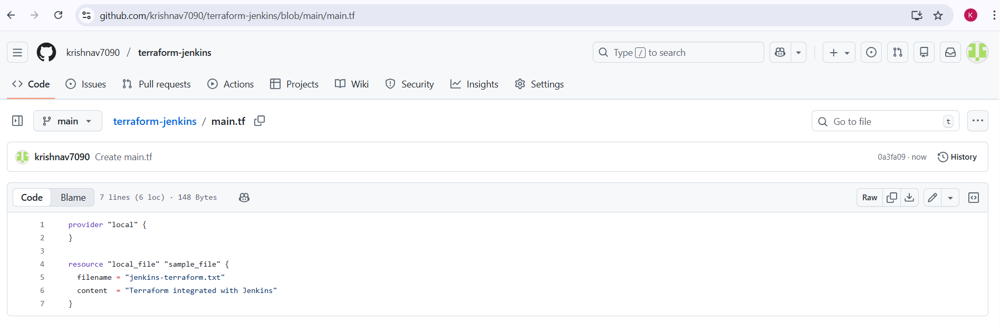 github.com/krishnav7090/terraform-jenkins/blob/main/main.tf
K
krishnav7090 / terraform-jenkins
Type / to search
Code Issues Pull requests Actions Projects Wiki Security Insights Settings
main terraform-jenkins / main.tf
Go to file t
krishnav7090 Create main.tf
0a3fa09 · now History
Code Blame 7 lines (6 loc) · 148 Bytes
Raw
1 provider "local" {
2 }
3
4 resource "local_file" "sample_file" {
5 filename = "jenkins-terraform.txt"
6 content  = "Terraform integrated with Jenkins"
7 }